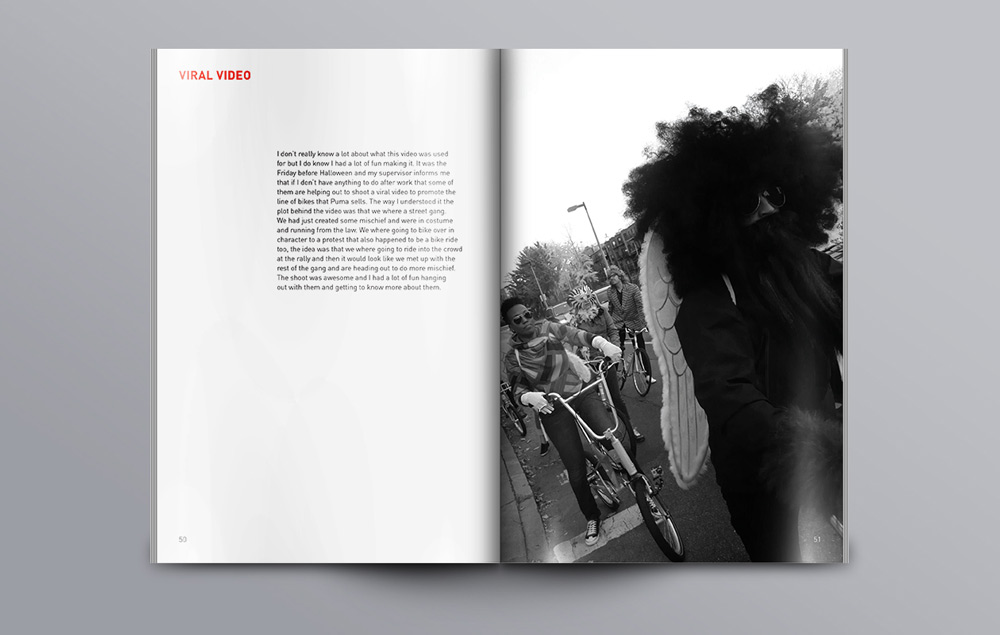 VIRAL VIDEO
I don't really know a lot about what this video was used
for but I do know I had a lot of fun making it. It was the
Friday before Halloween and my supervisor informs me
that if I don't have anything to do after work that some of
them are helping out to shoot a viral video to promote the
line of bikes that Puma sells. The way I understood it the
plot behind the video was that we where a street gang.
We had just created some mischief and were in costume
and running from the law. We where going to bike over in
character to a protest that also happened to be a bike ride
too, the idea was that we where going to ride into the crowd
at the rally and then it would look like we met up with the
rest of the gang and are heading out to do more mischief.
The shoot was awesome and I had a lot of fun hanging
out with them and getting to know more about them.
50
51